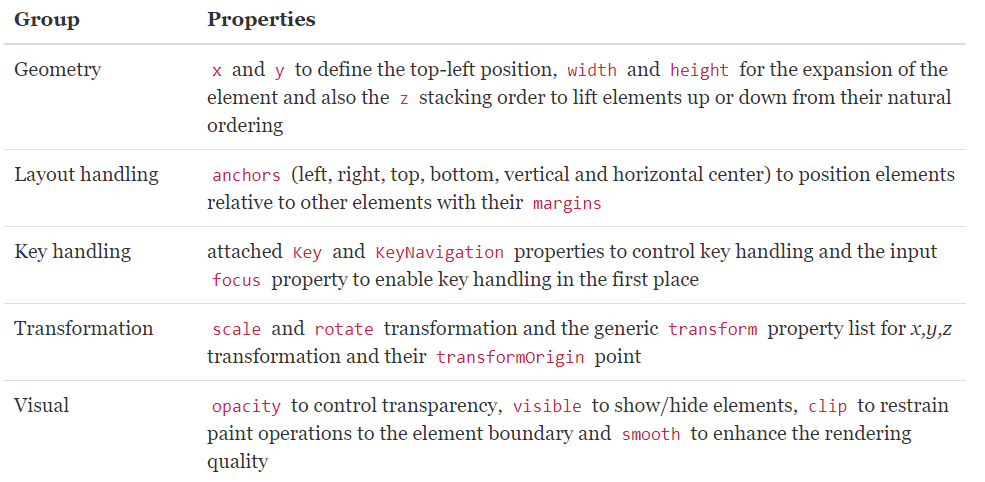 Group Properties
Geometry x and y to define the top-left position, width and height for the expansion of the
element and also the z stacking order to lift elements up or down from their natural
ordering
Layout handling anchors (left, right, top, bottom, vertical and horizontal center) to position elements
relative to other elements with their margins
Key handling attached Key and KeyNavigation properties to control key handling and the input
focus property to enable key handling in the first place
Transformation scale and rotate transformation and the generic transform property list for x,y,z
transformation and their transformOrigin point
Visual opacity to control transparency, visible to show/hide elements, clip to restrain
paint operations to the element boundary and smooth to enhance the rendering
quality